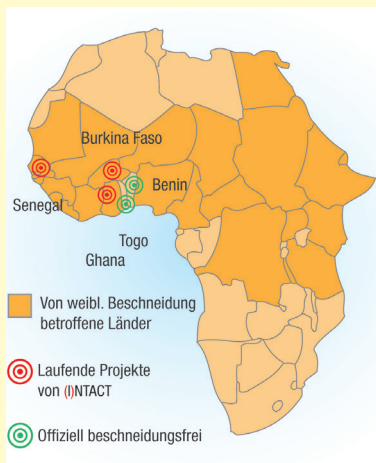 Burkina Faso
Benin
Senegal
Togo
Ghana
Von weibl. Beschneidung
betroffene Länder
Laufende Projekte
von (I)NTACT
Offiziell beschneidungsfrei